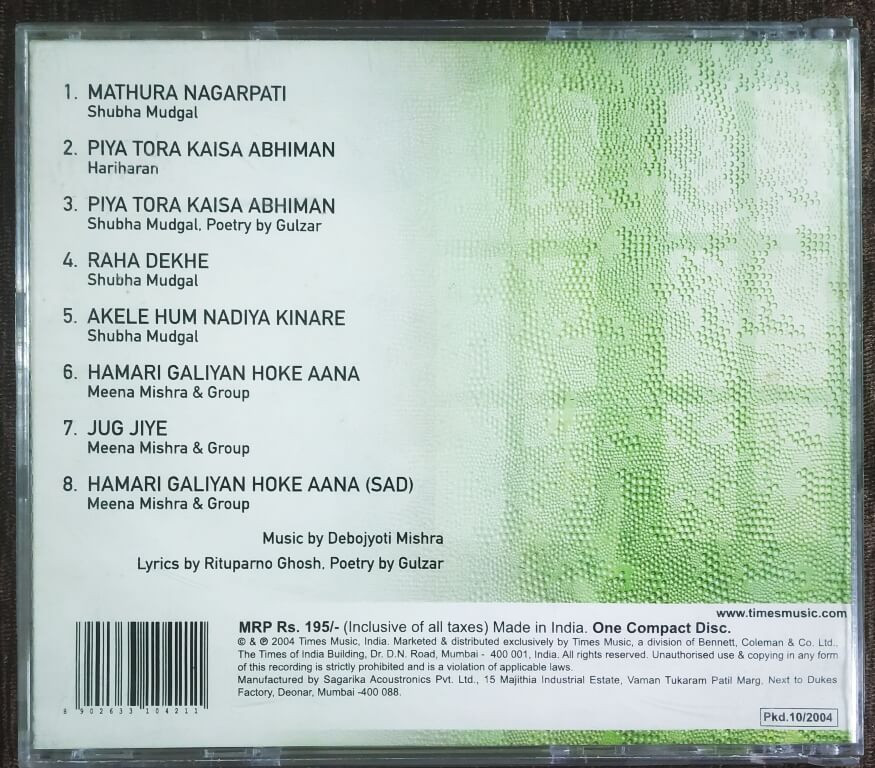 1. MATHURA NAGARPATI
Shubha Mudgal
2. PIYA TORA KAISA ABHIMAN
Hariharan
3. PIYA TORA KAISA ABHIMAN
Shubha Mudgal, Poetry by Gulzar
4. RAHA DEKHE
Shubha Mudgal
5. AKELE HUM NADIYA KINARE
Shubha Mudgal
6. HAMARI GALIYAN HOKE AANA
Meena Mishra & Group
7. JUG JIYE
Meena Mishra & Group
8. HAMARI GALIYAN HOKE AANA (SAD)
Meena Mishra & Group
Music by Debojyoti Mishra
Lyrics by Rituparno Ghosh, Poetry by Gulzar
www.timesmusic.com
MRP Rs. 195/- (Inclusive of all taxes) Made in India. One Compact Disc.
© & ℗ 2004 Times Music, India. Marketed & distributed exclusively by Times Music, a division of Bennett, Coleman & Co. Ltd.,
The Times of India Building, Dr. D.N. Road, Mumbai - 400 001, India. All rights reserved. Unauthorised use & copying in any form
of this recording is strictly prohibited and is a violation of applicable laws.
Manufactured by Sagarika Acoustronics Pvt. Ltd., 15 Majithia Industrial Estate, Vaman Tukaram Patil Marg, Next to Dukes
Factory, Deonar, Mumbai -400 088.
8 902633 104211
Pkd.10/2004